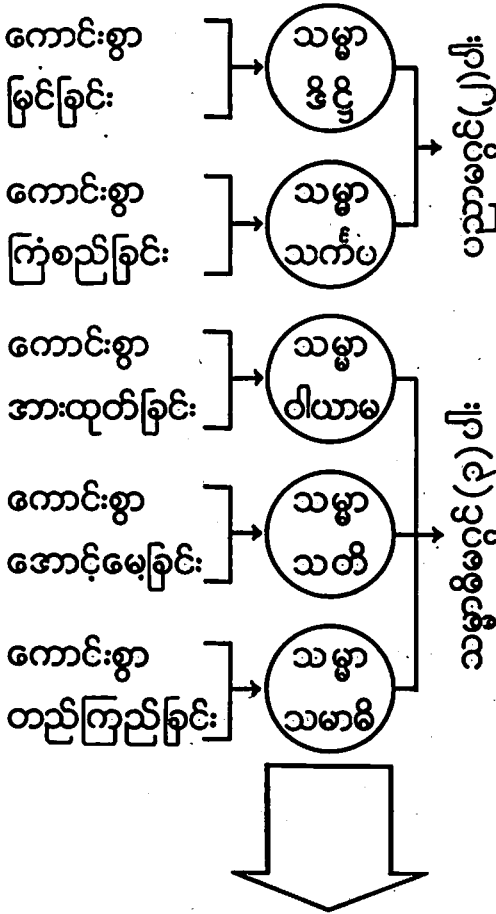 ကောင်းစွာ
မြင်ခြင်း
သမ္မာ
ဒိဋ္ဌိ
ကောင်းစွာ
ကြံစည်ခြင်း
သမ္မာ
သင်္ကပ္ပ
ပညာမဂ္ဂင် (၂) ပါး
ကောင်းစွာ
အားထုတ်ခြင်း
သမ္မာ
ဝါယာမ
ကောင်းစွာ
အောင့်မေ့ခြင်း
သမ္မာ
သတိ
ကောင်းစွာ
တည်ကြည်ခြင်း
သမ္မာ
သမာဓိ
သမာဓိမဂ္ဂင် (၃) ပါး